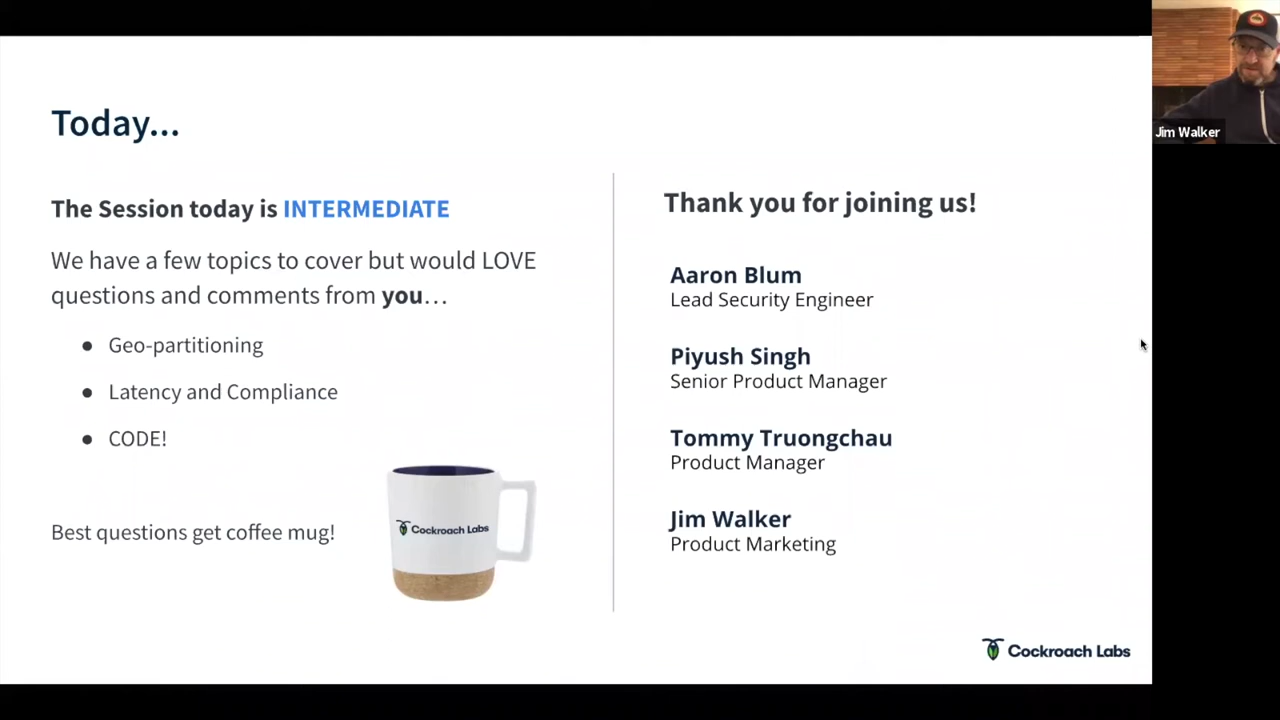 Today...
The Session today is INTERMEDIATE
We have a few topics to cover but would LOVE
questions and comments from you...
● Geo-partitioning
● Latency and Compliance
● CODE!
Best questions get coffee mug!
Cockroach Labs
Thank you for joining us!
Aaron Blum
Lead Security Engineer
Piyush Singh
Senior Product Manager
Tommy Truongchau
Product Manager
Jim Walker
Product Marketing
Cockroach Labs
Jim Walker